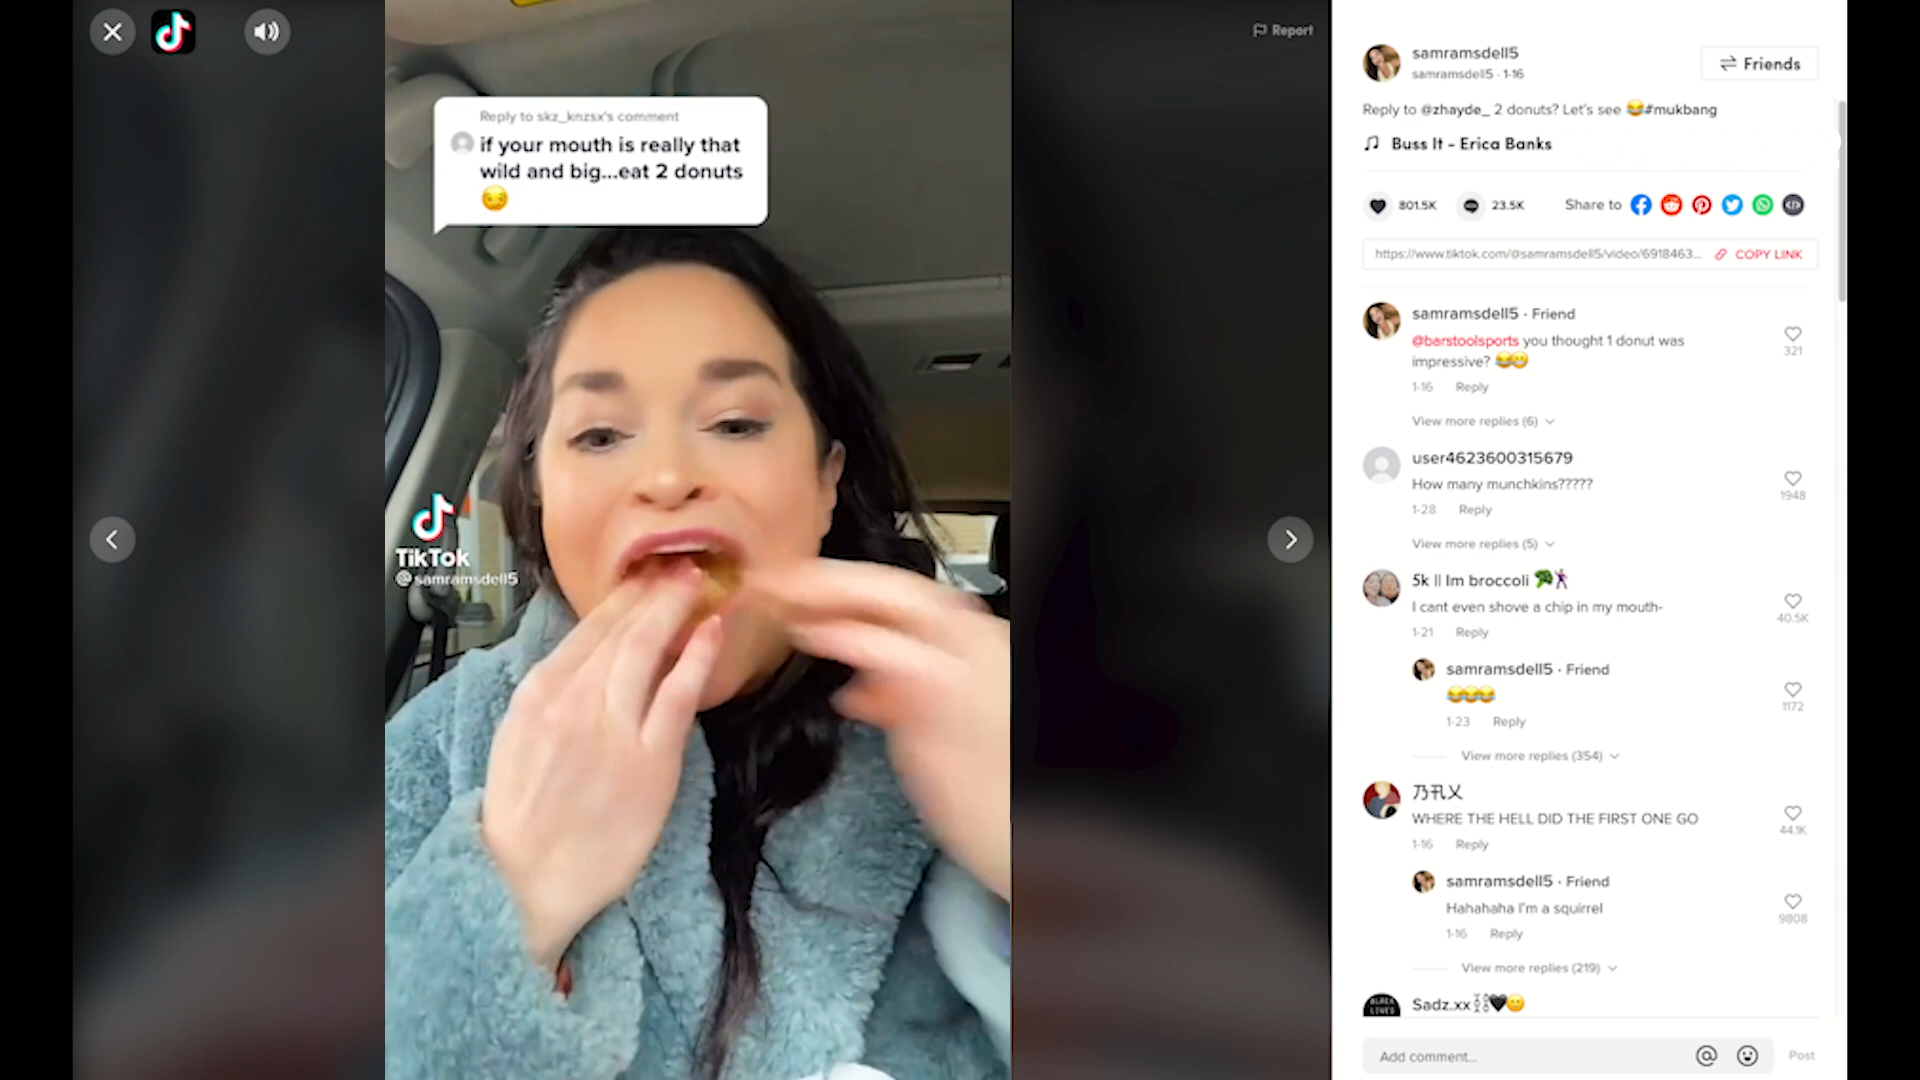 Report
Reply to skz_knzsx's comment
if your mouth is really that
wild and big...eat 2 donuts
😏
TikTok
@samramsdell5
samramsdell5
samramsdell5 · 1-16
Friends
Reply to @zhayde_ 2 donuts? Let's see 😂#mukbang
Buss It - Erica Banks
801.5K
23.5K
Share to
https://www.tiktok.com/@samramsdell5/video/6918463...
COPY LINK
samramsdell5 · Friend
@barstoolsports you thought 1 donut was
impressive? 😂😁
321
1-16 Reply
View more replies (6)
user4623600315679
How many munchkins?????
1948
1-28 Reply
View more replies (5)
5k || Im broccoli 🥦🕺
I cant even shove a chip in my mouth-
40.5K
1-21 Reply
samramsdell5 · Friend
😂😂😂
1172
1-23 Reply
View more replies (354)
乃卂乂
WHERE THE HELL DID THE FIRST ONE GO
44.1K
1-16 Reply
samramsdell5 · Friend
Hahahaha I'm a squirrel
9808
1-16 Reply
View more replies (219)
BLACK
LIVES
Sadz.xx
Add comment...
Post